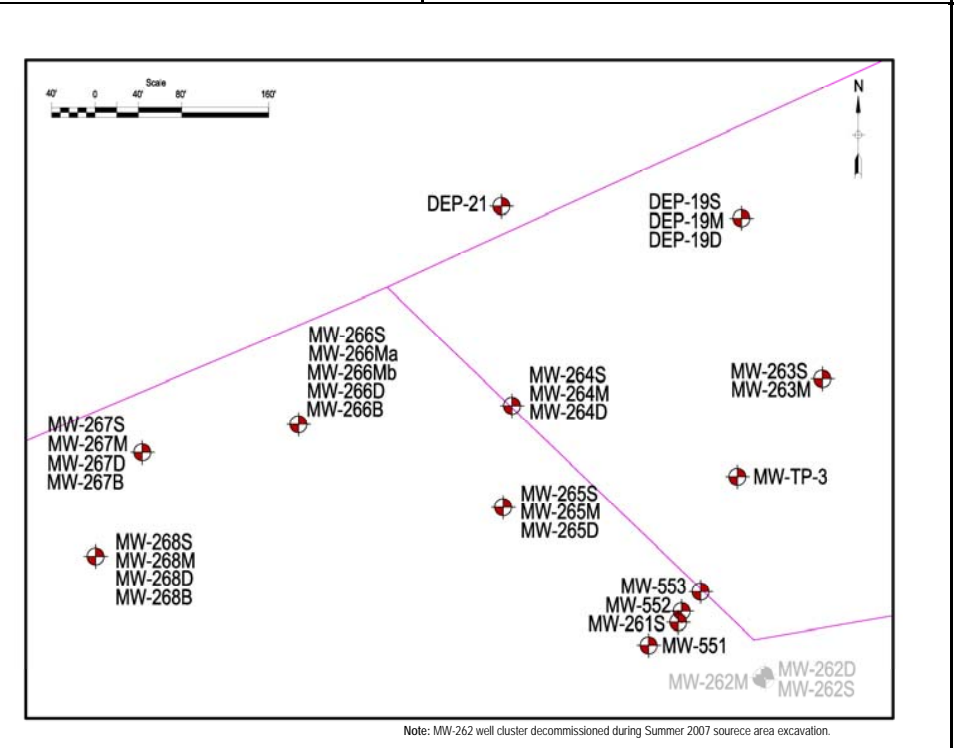 Scale
40' 0 40' 80' 160'
N
DEP-21
DEP-19S
DEP-19M
DEP-19D
MW-266S
MW-266Ma
MW-266Mb
MW-266D
MW-266B
MW-264S
MW-264M
MW-264D
MW-263S
MW-263M
MW-267S
MW-267M
MW-267D
MW-267B
MW-TP-3
MW-265S
MW-265M
MW-265D
MW-268S
MW-268M
MW-268D
MW-268B
MW-553
MW-552
MW-261S
MW-551
MW-262M
MW-262D
MW-262S
Note: MW-262 well cluster decommissioned during Summer 2007 sourece area excavation.